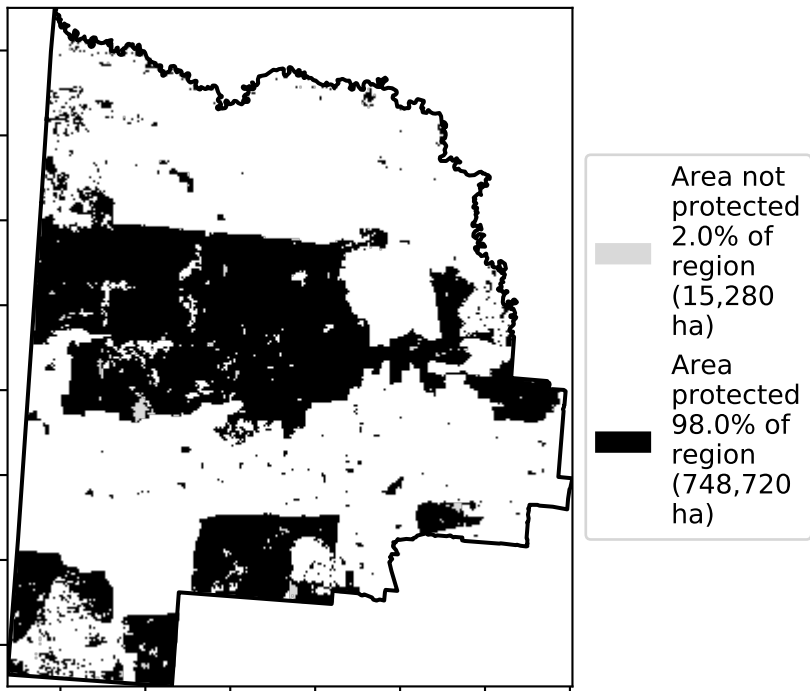 Area not
protected
2.0% of
region
(15,280
ha)
Area
protected
98.0% of
region
(748,720
ha)